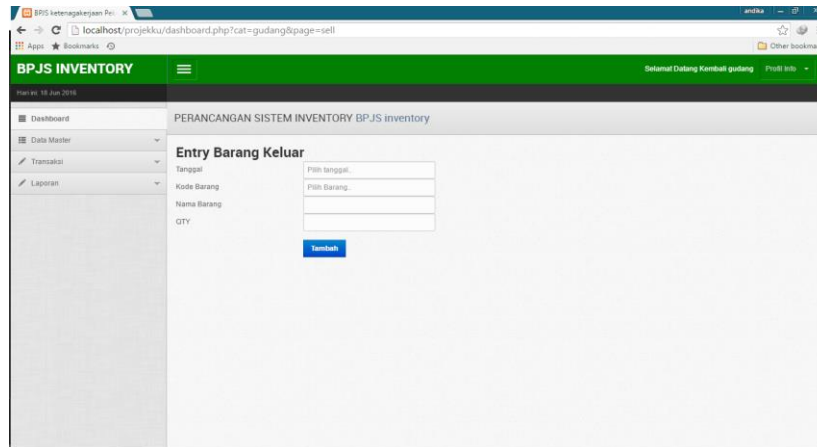 BPJS ketenagakerjaan Pel
andika
localhost/projekku/dashboard.php?cat=gudang&page=sell
Apps Bookmarks
Other bookma
BPJS INVENTORY
Selamat Datang Kembali gudang
Profil Info
Hari ini: 18 Jun 2016
Dashboard
PERANCANGAN SISTEM INVENTORY BPJS inventory
Data Master
Transaksi
Laporan
Entry Barang Keluar
Tanggal
Pilih tanggal..
Kode Barang
Pilih Barang..
Nama Barang
QTY
Tambah